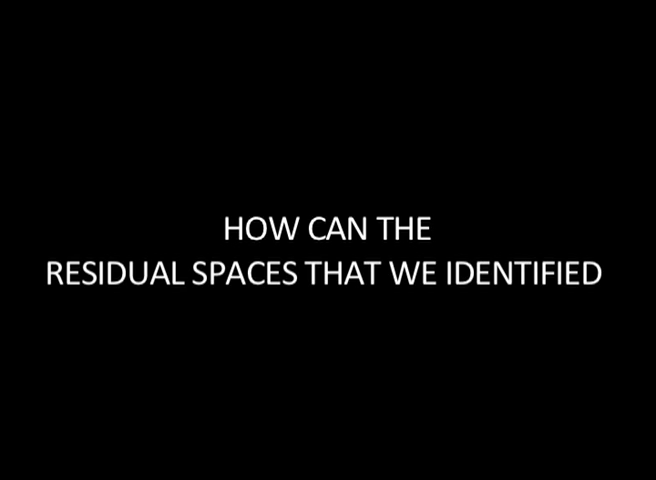 HOW CAN THE
RESIDUAL SPACES THAT WE IDENTIFIED